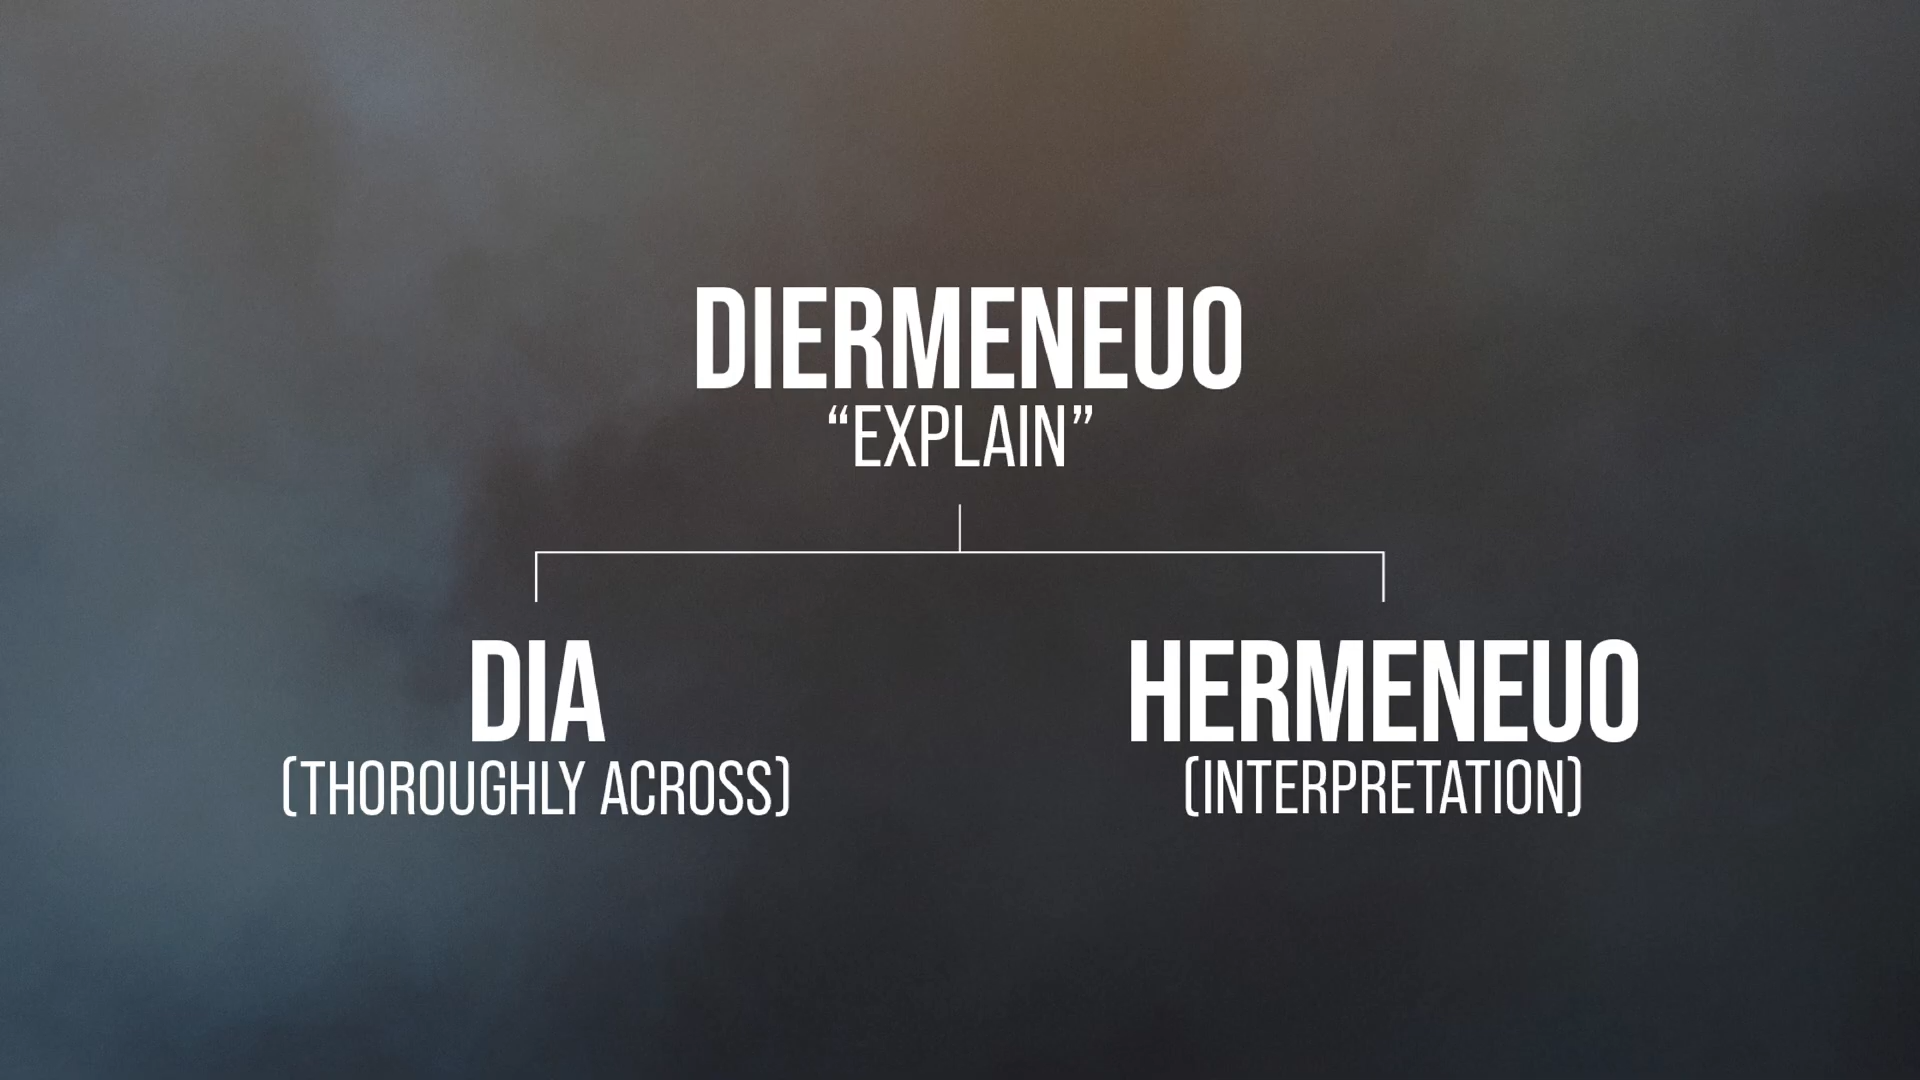 DIERMENEUO
“EXPLAIN”
DIA
(THOROUGHLY ACROSS)
HERMENEUO
(INTERPRETATION)